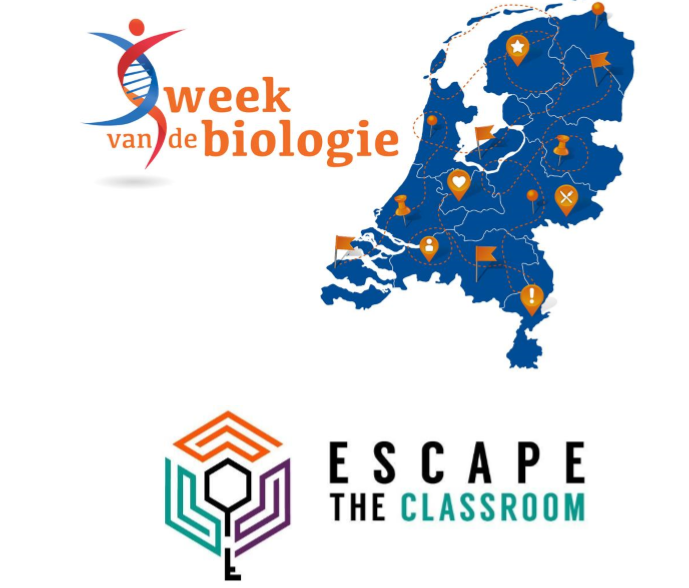 week
van de biologie
ESCAPE
THE CLASSROOM